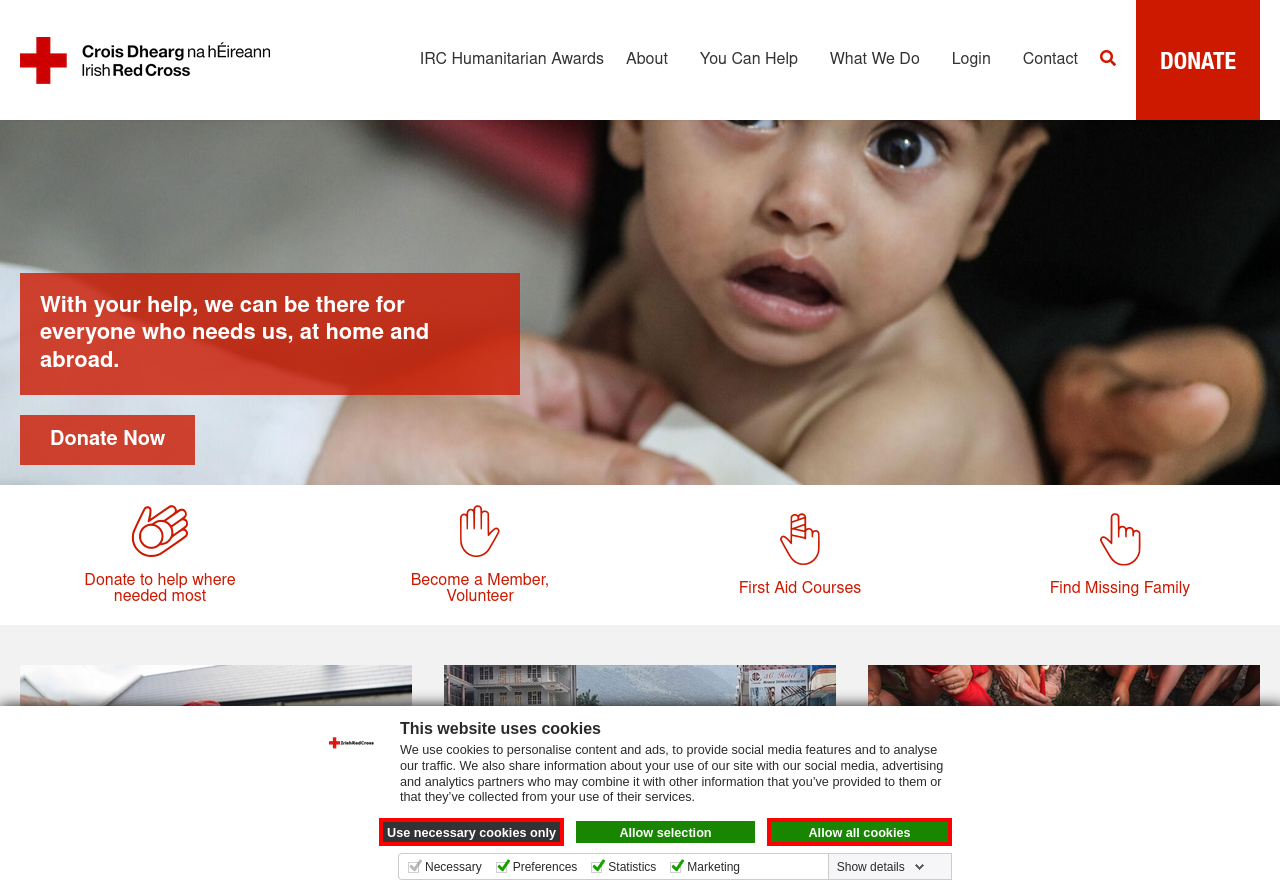 Crois Dhearg na hÉireann
Irish Red Cross
IRC Humanitarian Awards
About
You Can Help
What We Do
Login
Contact
DONATE
With your help, we can be there for
everyone who needs us, at home and
abroad.
Donate Now
Donate to help where
needed most
Become a Member,
Volunteer
First Aid Courses
Find Missing Family
IrishRedCross
This website uses cookies
We use cookies to personalise content and ads, to provide social media features and to analyse
our traffic. We also share information about your use of our site with our social media, advertising
and analytics partners who may combine it with other information that you’ve provided to them or
that they’ve collected from your use of their services.
Use necessary cookies only
Allow selection
Allow all cookies
Necessary
Preferences
Statistics
Marketing
Show details